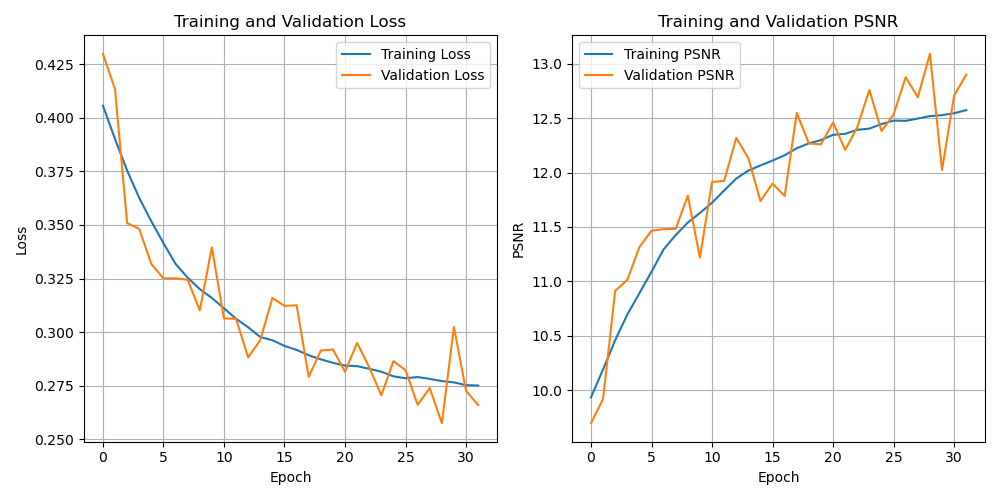 Training and Validation Loss
Training Loss
Validation Loss
0.425
0.400
0.375
0.350
0.325
0.300
0.275
0.250
Loss
0 5 10 15 20 25 30
Epoch
Training and Validation PSNR
Training PSNR
Validation PSNR
13.0
12.5
12.0
11.5
11.0
10.5
10.0
PSNR
0 5 10 15 20 25 30
Epoch